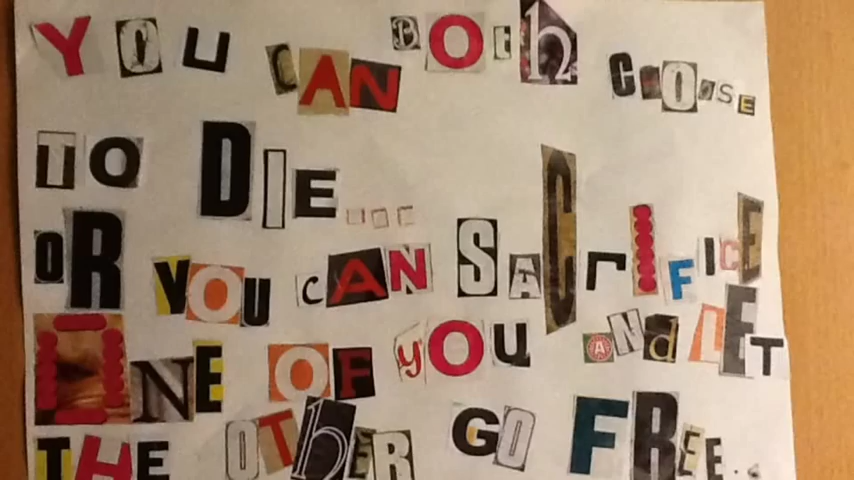 YOU CAN BOth CHOOSE
TO DIE...
OR YOU CAN SACrIFICE
ONE OF yOu ANd LET
THE OTHER GO FREE..